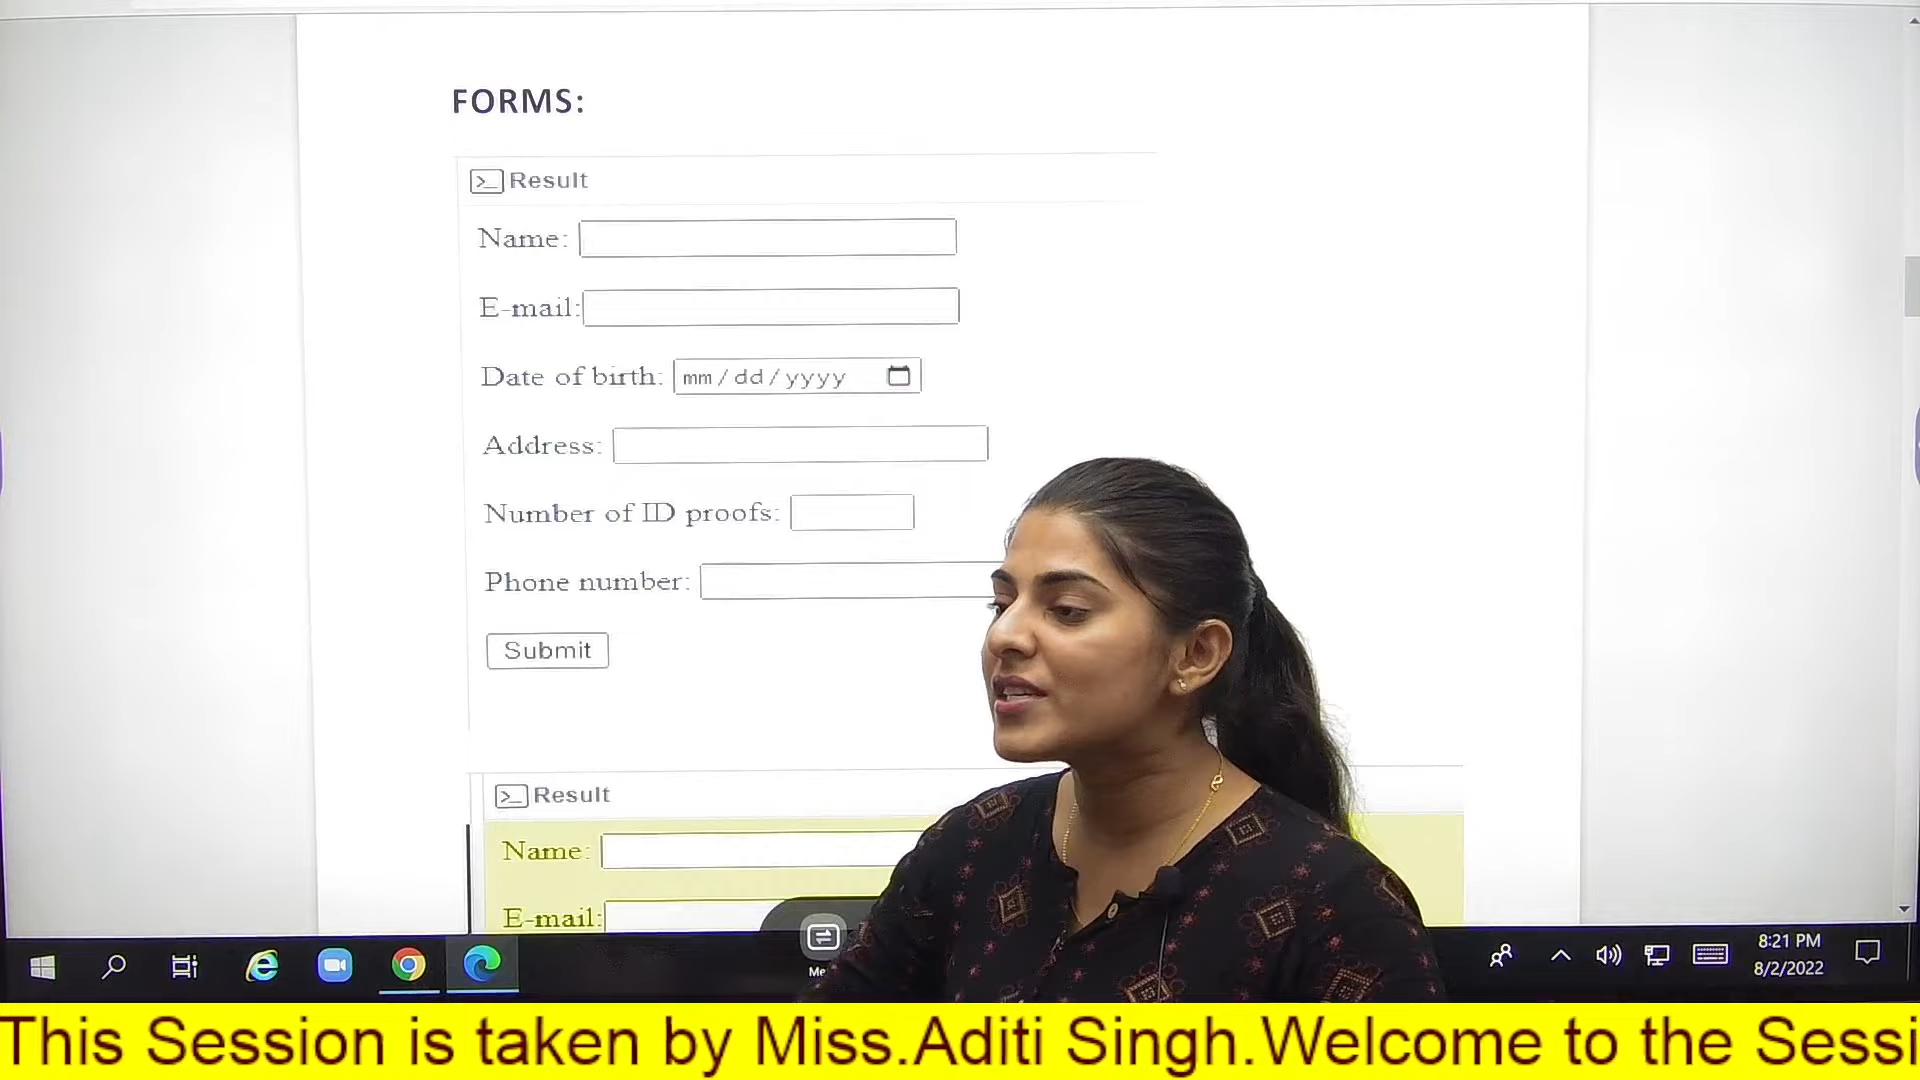 FORMS:
Result
Name:
E-mail:
Date of birth: mm/dd/yyyy
Address:
Number of ID proofs:
Phone number:
Submit
Result
Name:
E-mail:
8:21 PM
8/2/2022
This Session is taken by Miss.Aditi Singh.Welcome to the